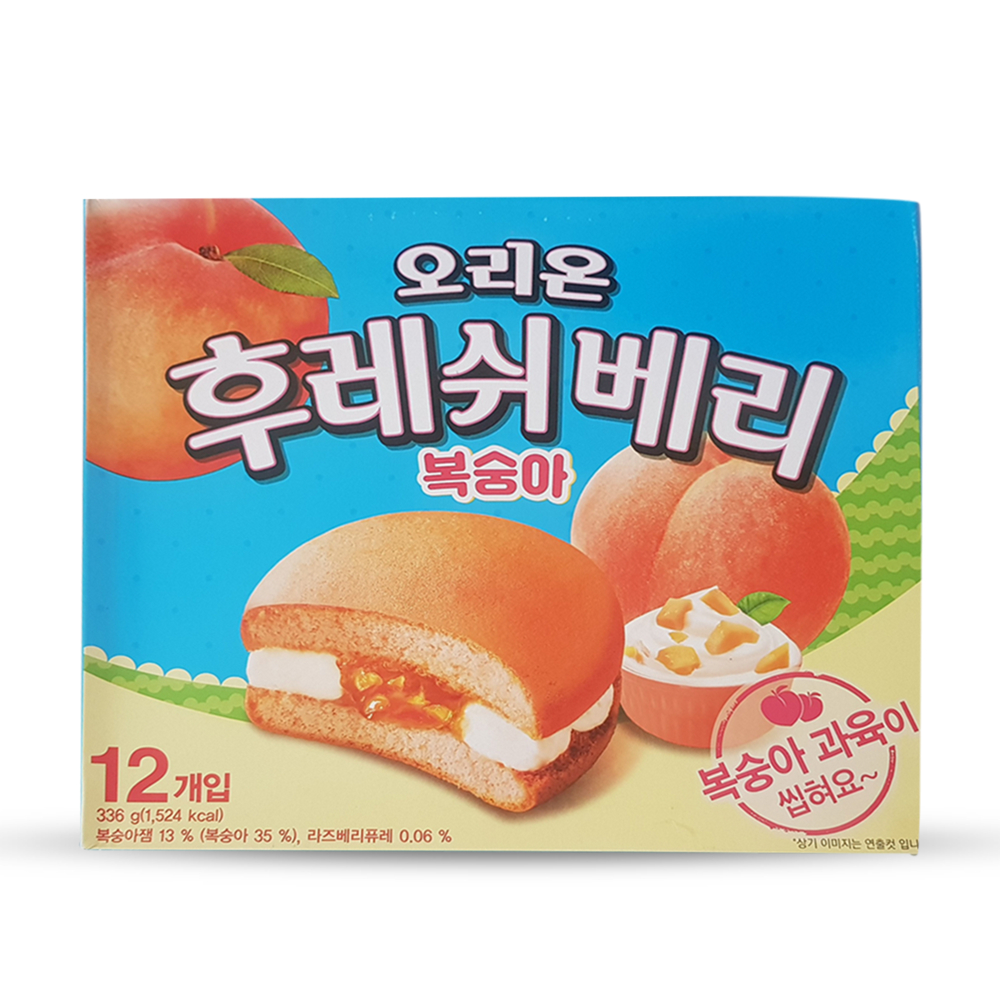 오리온
후레쉬베리
복숭아
복숭아 과육이
씹혀요~
12개입
336 g(1,524 kcal)
복숭아잼 13 % (복숭아 35 %), 라즈베리퓨레 0.06 %
*상기 이미지는 연출컷 입니